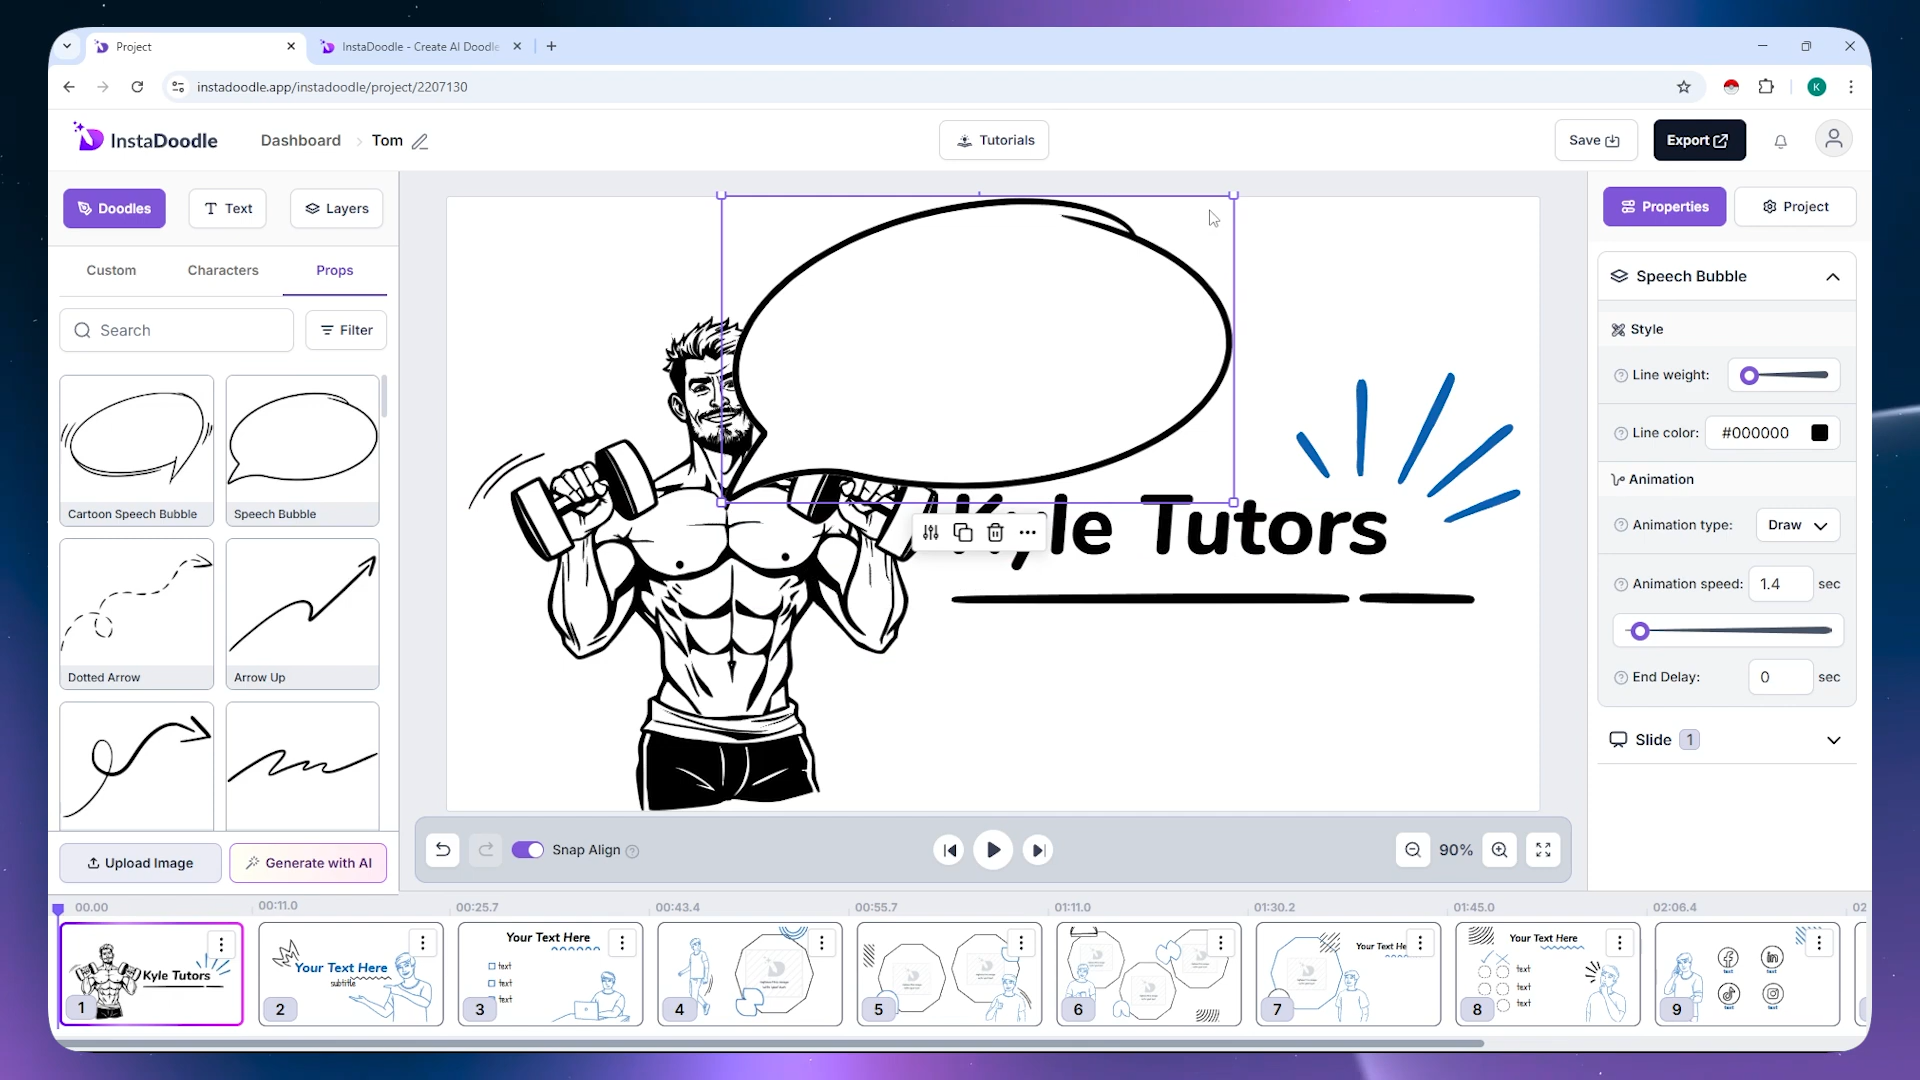 Project
InstaDoodle - Create AI Doodle
instadoodle.app/instadoodle/project/2207130
K
InstaDoodle
Dashboard
Tom
Tutorials
Save
Export
Doodles
Text
Layers
Properties
Project
Custom
Characters
Props
Search
Filter
Cartoon Speech Bubble
Speech Bubble
Dotted Arrow
Arrow Up
Upload Image
Generate with AI
Kyle Tutors
Speech Bubble
Style
Line weight:
Line color:
#000000
Animation
Animation type:
Draw
Animation speed:
1.4
sec
End Delay:
0
sec
Slide
1
Snap Align
90%
00.00
00:11.0
00:25.7
00:43.4
00:55.7
01:11.0
01:30.2
01:45.0
02:06.4
02
Kyle Tutors
1
Your Text Here
subtitle
2
Your Text Here
text
text
text
3
4
5
6
Your Text He
7
Your Text Here
text
text
text
8
text
text
text
text
9